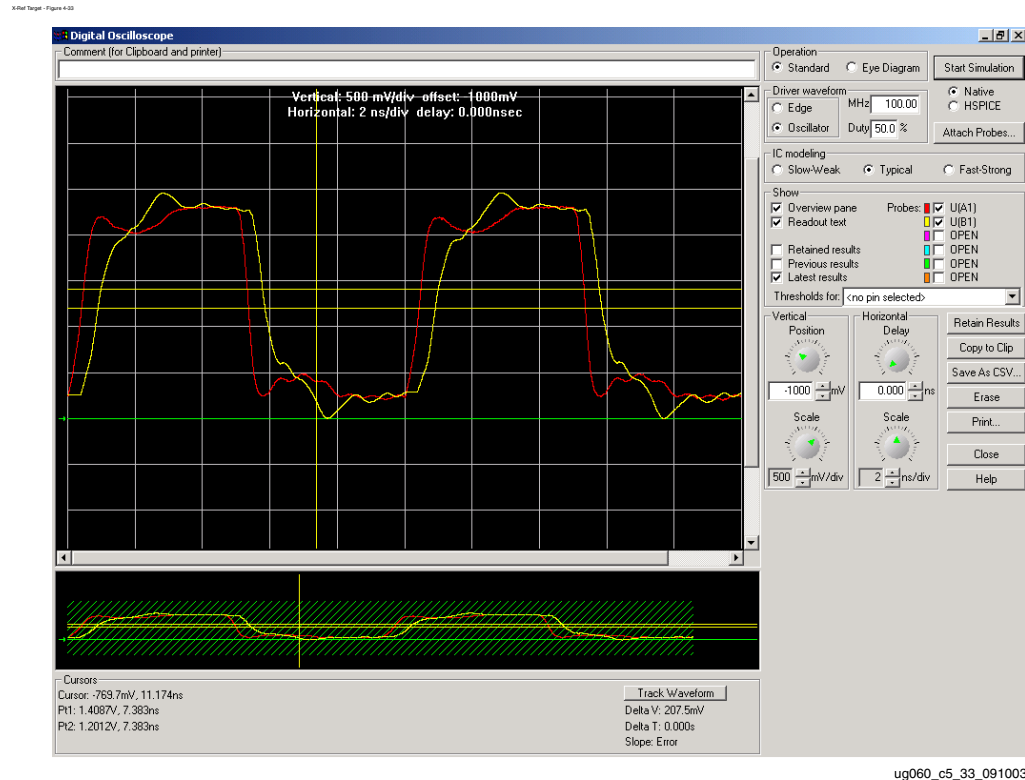 X-Ref Target - Figure 4-33
Digital Oscilloscope
Comment (for Clipboard and printer)
Vertical: 500 mV/div offset: -1000mV
Horizontal: 2 ns/div delay: 0.000nsec
Operation
Standard Eye Diagram
Start Simulation
Driver waveform
Edge
Oscillator
MHz 100.00
Duty 50.0 %
Native
HSPICE
Attach Probes...
IC modeling
Slow-Weak Typical Fast-Strong
Show
Overview pane Probes: U(A1)
Readout text U(B1)
OPEN
Retained results OPEN
Previous results OPEN
Latest results OPEN
Thresholds for: <no pin selected>
Vertical
Position
-1000 mV
Scale
500 mV/div
Horizontal
Delay
0.000 ns
Scale
2 ns/div
Retain Results
Copy to Clip
Save As CSV...
Erase
Print...
Close
Help
Cursors
Cursor: -769.7mV, 11.174ns
Pt1: 1.4087V, 7.383ns
Pt2: 1.2012V, 7.383ns
Track Waveform
Delta V: 207.5mV
Delta T: 0.000s
Slope: Error
ug060_c5_33_091003